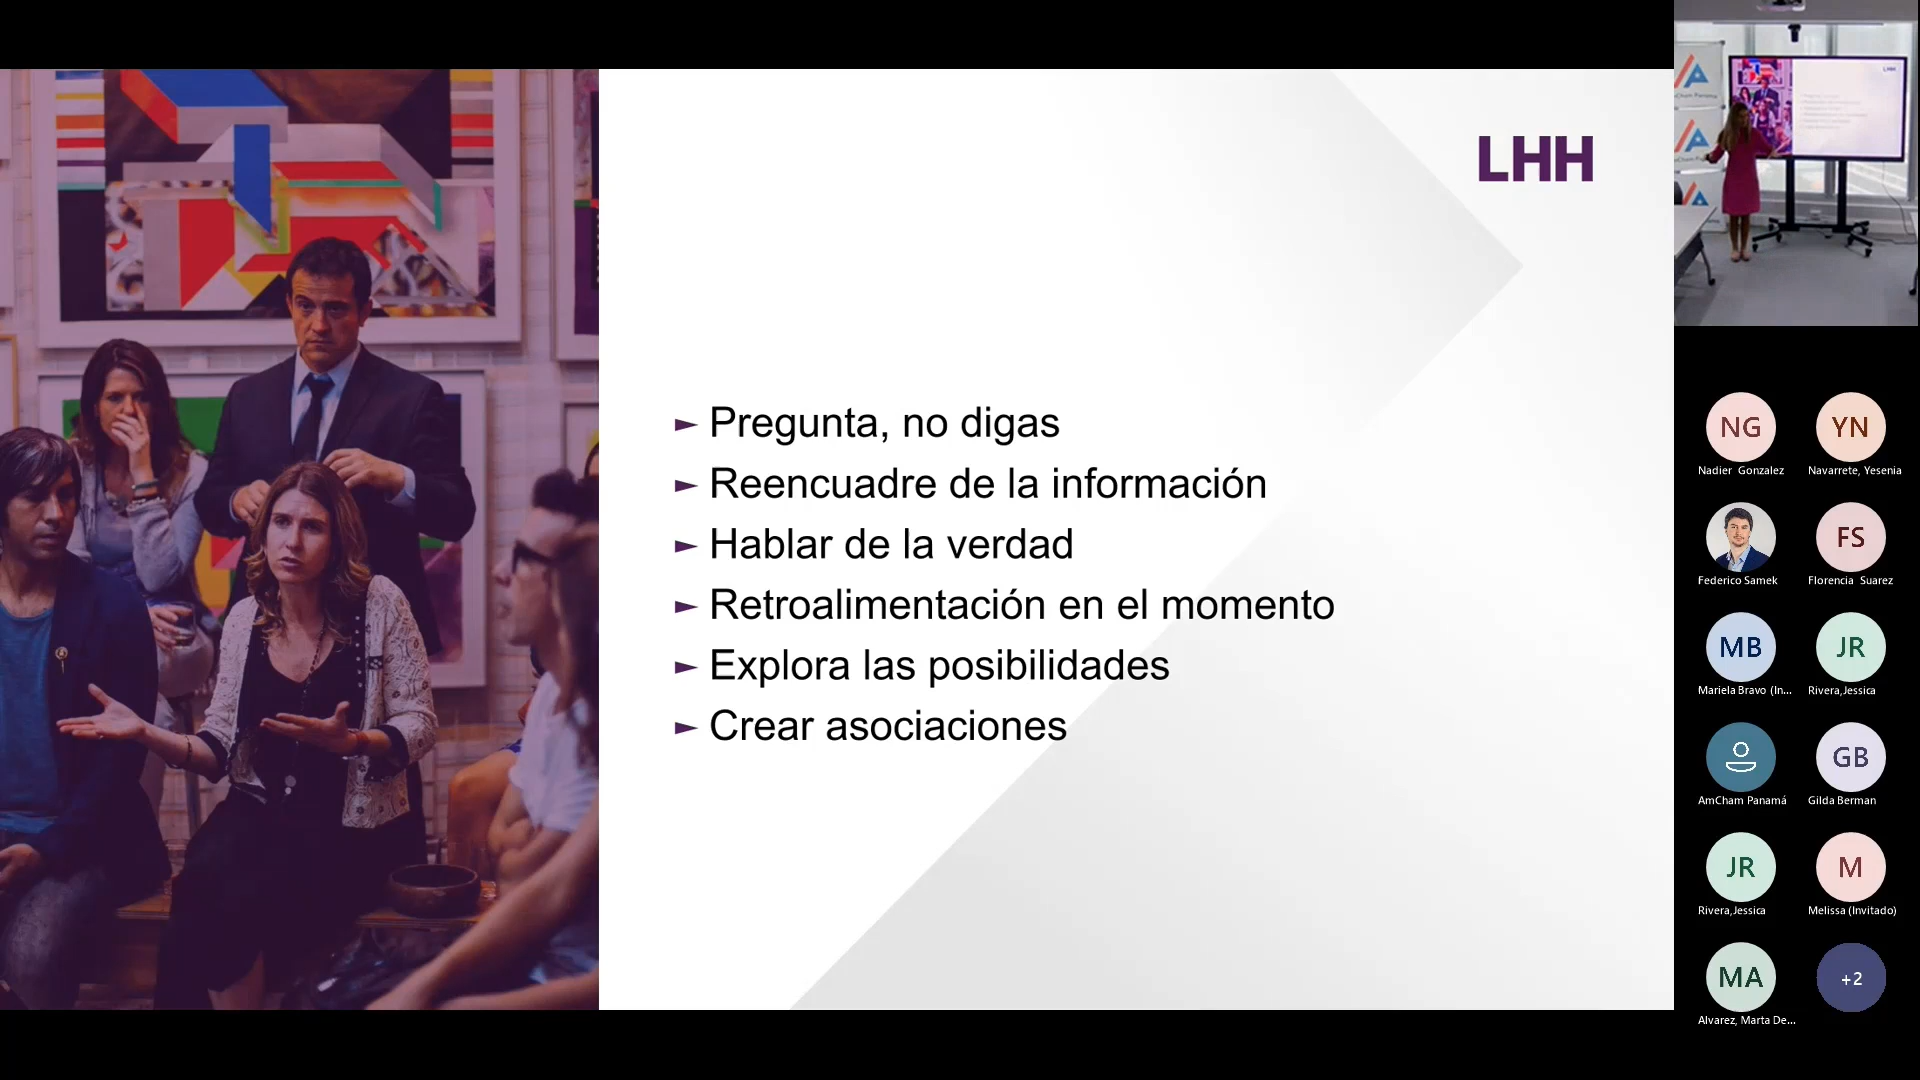 LHH
► Pregunta, no digas
► Reencuadre de la información
► Hablar de la verdad
► Retroalimentación en el momento
► Explora las posibilidades
► Crear asociaciones
NG
YN
Nadier Gonzalez
Navarrete, Yesenia
FS
Federico Samek
Florencia Suarez
MB
JR
Mariela Bravo (In...
Rivera,Jessica
GB
AmCham Panamá
Gilda Berman
JR
M
Rivera,Jessica
Melissa (Invitado)
MA
+2
Alvarez, Marta De...